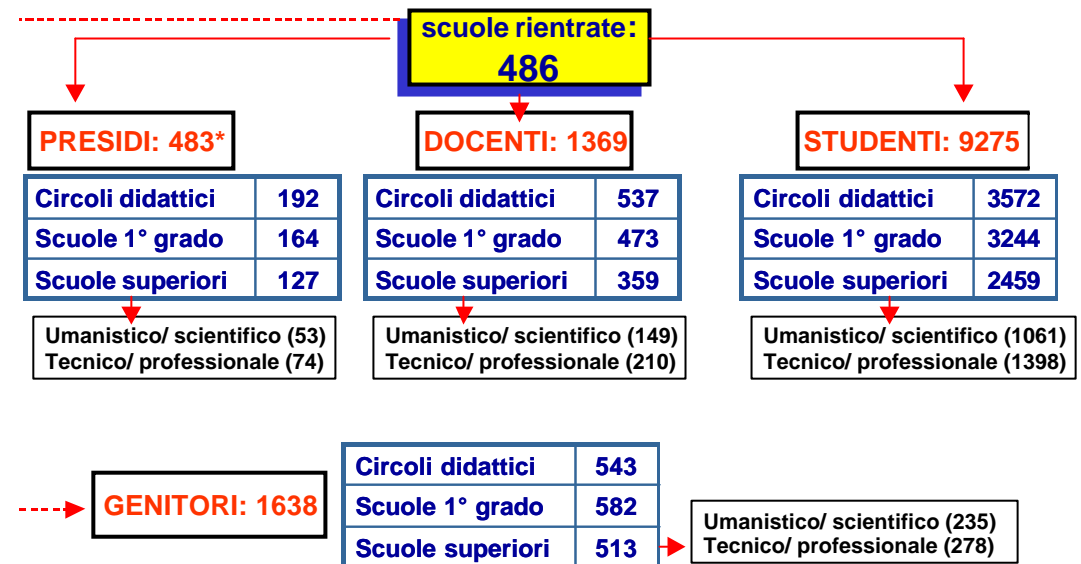 scuole rientrate:
486
PRESIDI: 483*
Circoli didattici 192
Scuole 1° grado 164
Scuole superiori 127
Umanistico/ scientifico (53)
Tecnico/ professionale (74)
DOCENTI: 1369
Circoli didattici 537
Scuole 1° grado 473
Scuole superiori 359
Umanistico/ scientifico (149)
Tecnico/ professionale (210)
STUDENTI: 9275
Circoli didattici 3572
Scuole 1° grado 3244
Scuole superiori 2459
Umanistico/ scientifico (1061)
Tecnico/ professionale (1398)
GENITORI: 1638
Circoli didattici 543
Scuole 1° grado 582
Scuole superiori 513
Umanistico/ scientifico (235)
Tecnico/ professionale (278)